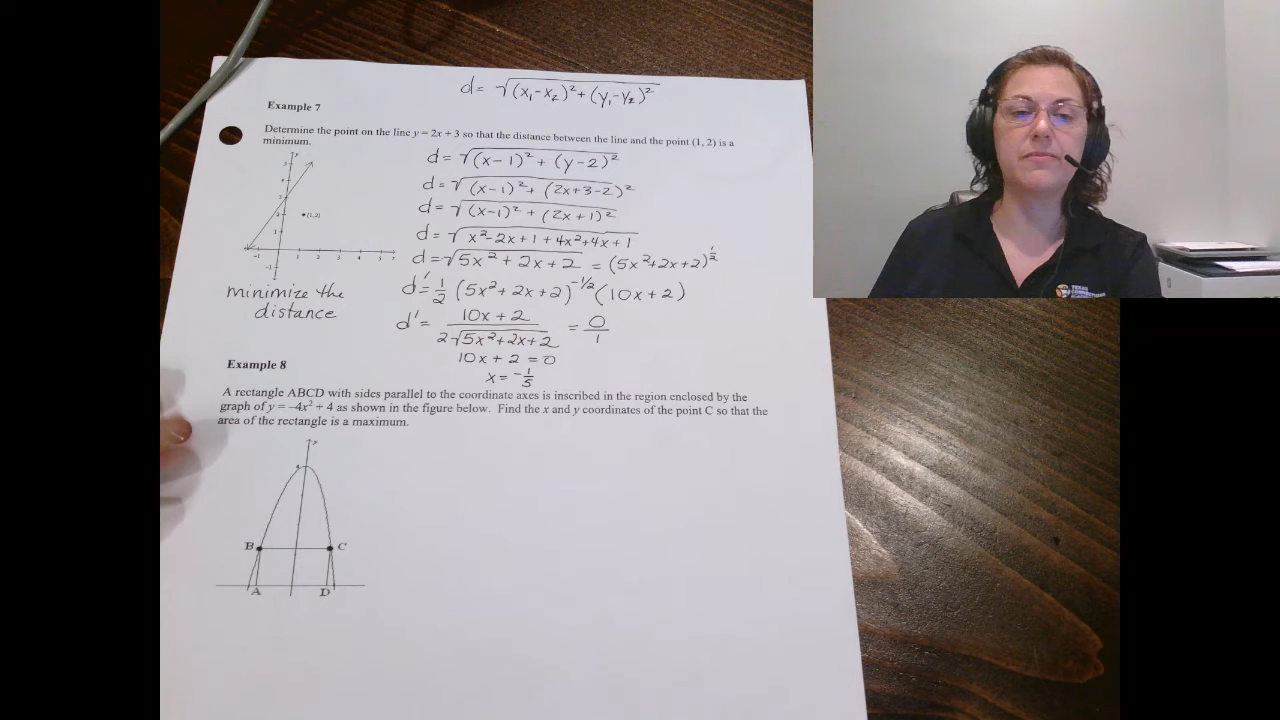 d = √(x₁-x₂)² + (y₁-y₂)²
Example 7
Determine the point on the line y = 2x + 3 so that the distance between the line and the point (1, 2) is a
minimum.
d = √(x-1)² + (y-2)²
d = √(x-1)² + (2x+3-2)²
d = √(x-1)² + (2x+1)²
d = √x²-2x+1+4x²+4x+1
d = √5x²+2x+2 = (5x²+2x+2)^½
d' = ½ (5x²+2x+2)^-1/2 (10x+2)
d' = 10x+2 / 2√5x²+2x+2 = 0/1
10x + 2 = 0
x = -1/5
y
(1, 2)
minimize the
distance
Example 8
A rectangle ABCD with sides parallel to the coordinate axes is inscribed in the region enclosed by the
graph of y = –4x² + 4 as shown in the figure below. Find the x and y coordinates of the point C so that the
area of the rectangle is a maximum.
y
4
B C
A D
TEXAS